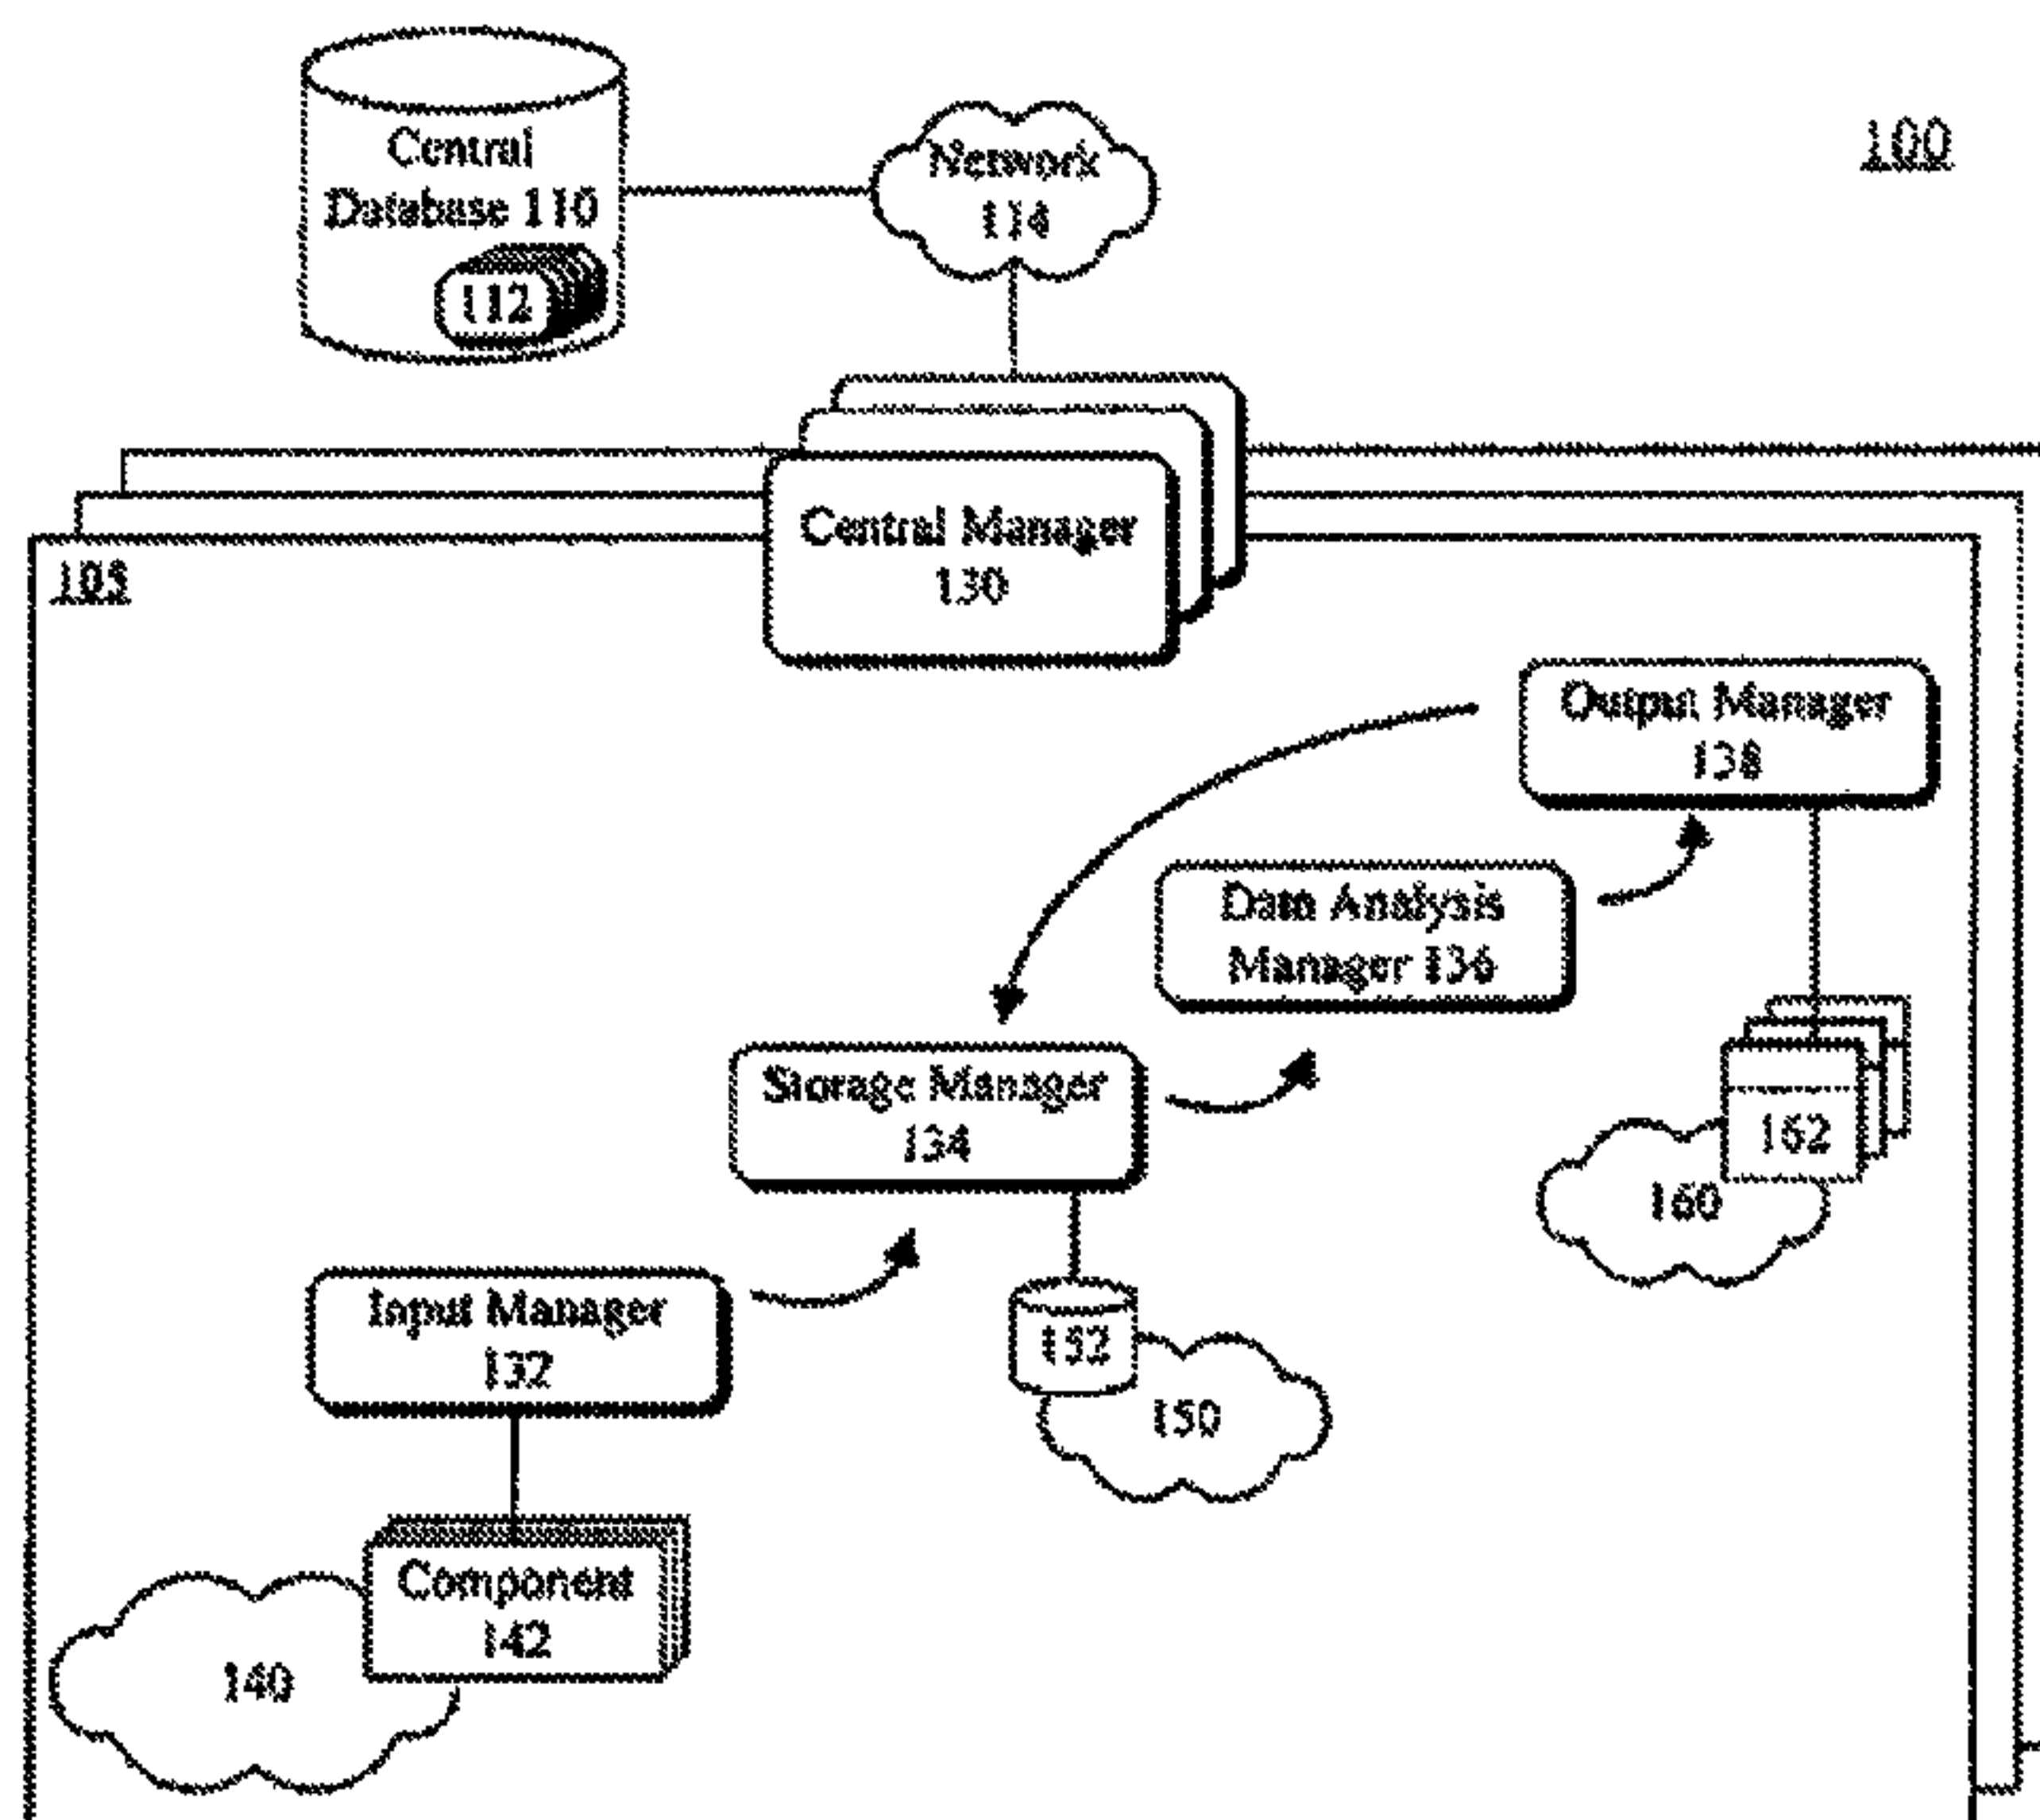 Central
Database 110
112
Network
114
100
Central Manager
130
105
Output Manager
138
Data Analysis
Manager 136
Storage Manager
134
162
160
Input Manager
132
152
150
Component
142
140